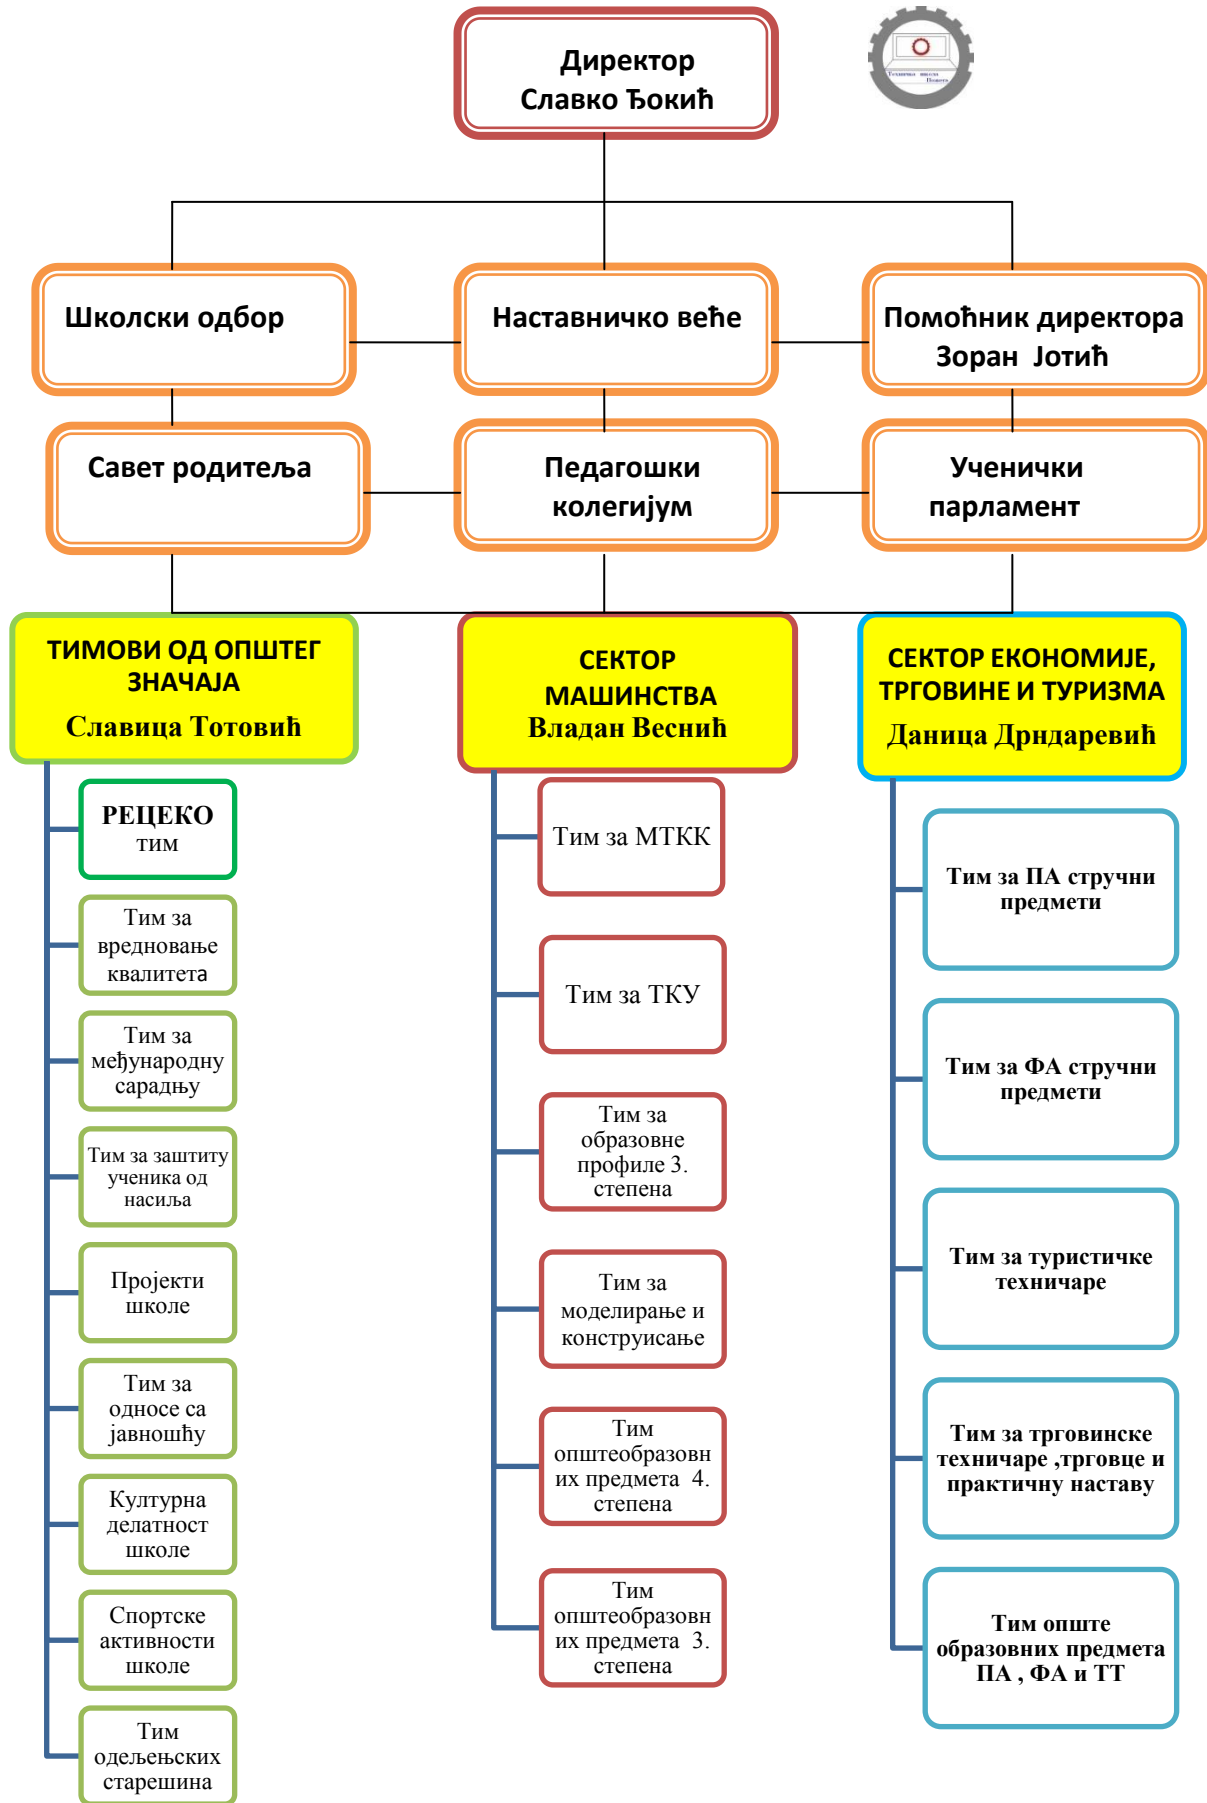 Директор
Славко Ђокић
Техничка школа
Пожега
Школски одбор
Наставничко веће
Помоћник директора
Зоран Јотић
Савет родитеља
Педагошки
колегијум
Ученички
парламент
ТИМОВИ ОД ОПШТЕГ
ЗНАЧАЈА
Славица Тотовић
СЕКТОР
МАШИНСТВА
Владан Веснић
СЕКТОР ЕКОНОМИЈЕ,
ТРГОВИНЕ И ТУРИЗМА
Даница Дрндаревић
РЕЦЕКО
тим
Тим за
вредновање
квалитета
Тим за
међународну
сарадњу
Тим за заштиту
ученика од
насиља
Пројекти
школе
Тим за
односе са
јавношћу
Културна
делатност
школе
Спортске
активности
школе
Тим
одељењских
старешина
Тим за МТКК
Тим за ТКУ
Тим за
образовне
профиле 3.
степена
Тим за
моделирање и
конструисање
Тим
општеобразовн
их предмета 4.
степена
Тим
општеобразовн
их предмета 3.
степена
Тим за ПА стручни
предмети
Тим за ФА стручни
предмети
Тим за туристичке
техничаре
Тим за трговинске
техничаре ,трговце и
практичну наставу
Тим опште
образовних предмета
ПА , ФА и ТТ